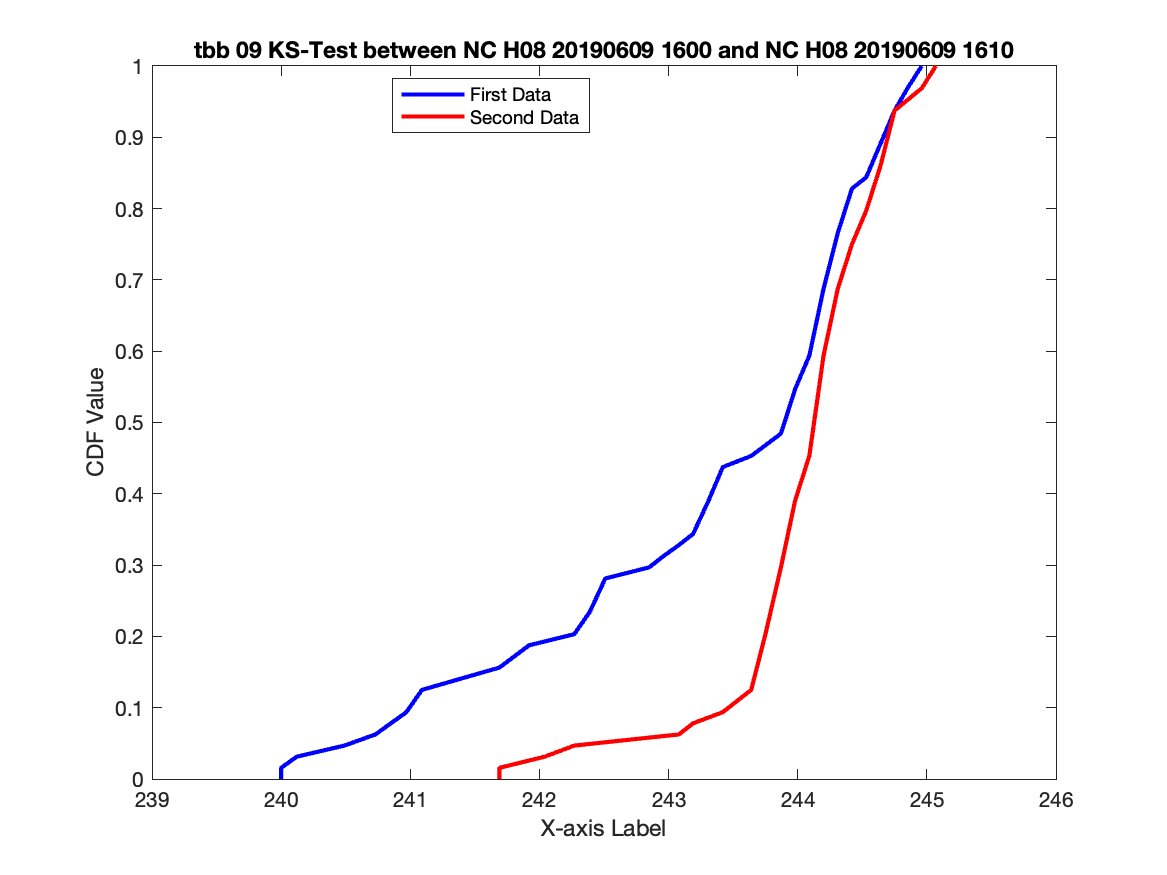 tbb 09 KS-Test between NC H08 20190609 1600 and NC H08 20190609 1610
First Data
Second Data
CDF Value
1
0.9
0.8
0.7
0.6
0.5
0.4
0.3
0.2
0.1
0
239 240 241 242 243 244 245 246
X-axis Label